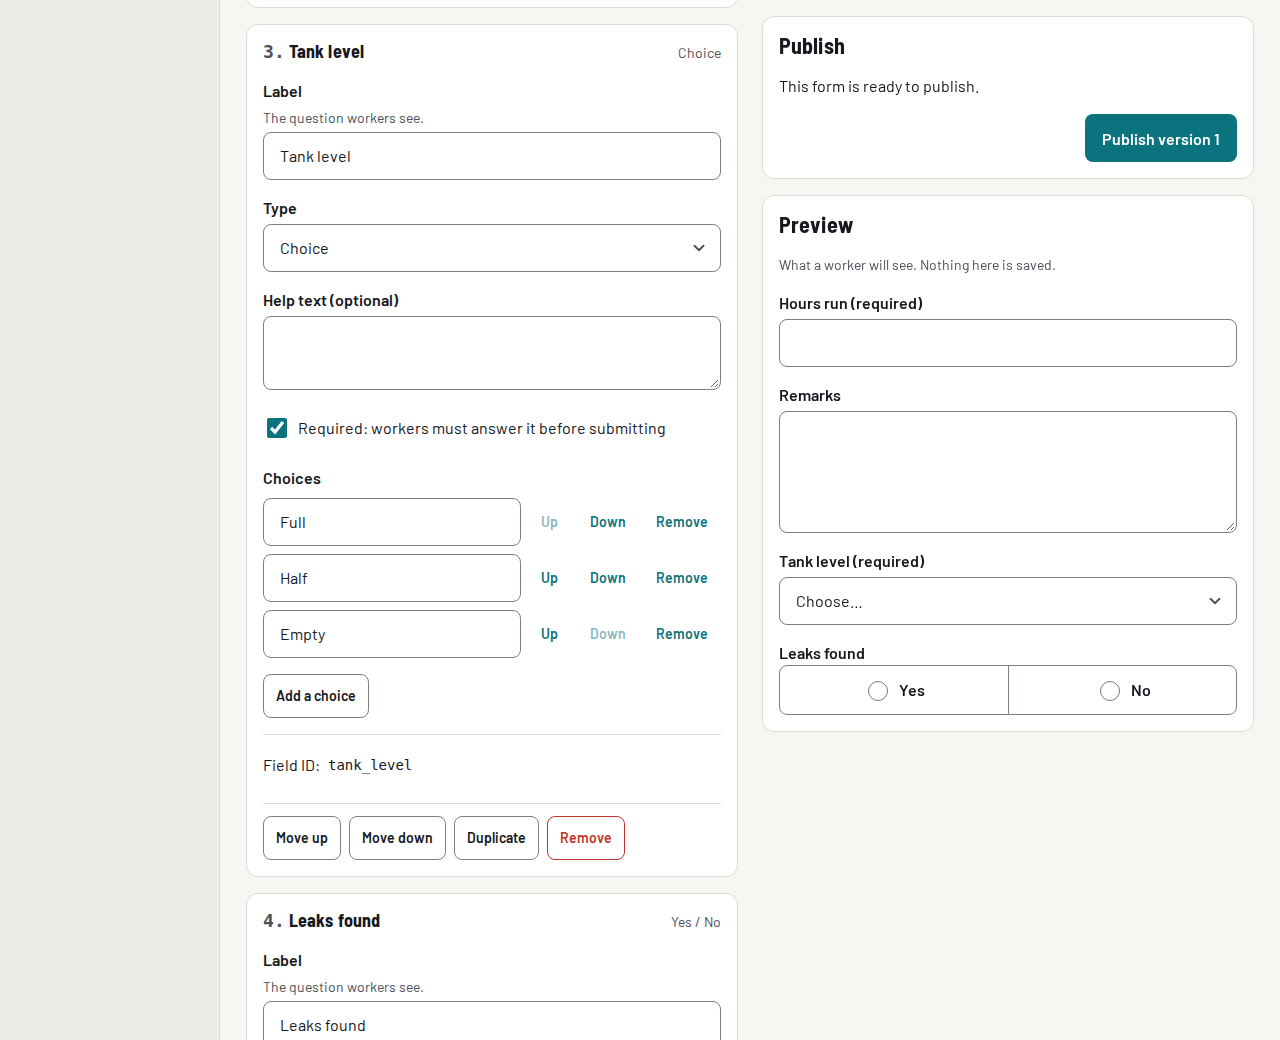 3. Tank level
Choice
Label
The question workers see.
Tank level
Type
Choice
Help text (optional)
Required: workers must answer it before submitting
Choices
Full
Up
Down
Remove
Half
Up
Down
Remove
Empty
Up
Down
Remove
Add a choice
Field ID: tank_level
Move up
Move down
Duplicate
Remove
4. Leaks found
Yes / No
Label
The question workers see.
Leaks found
Publish
This form is ready to publish.
Publish version 1
Preview
What a worker will see. Nothing here is saved.
Hours run (required)
Remarks
Tank level (required)
Choose...
Leaks found
Yes
No